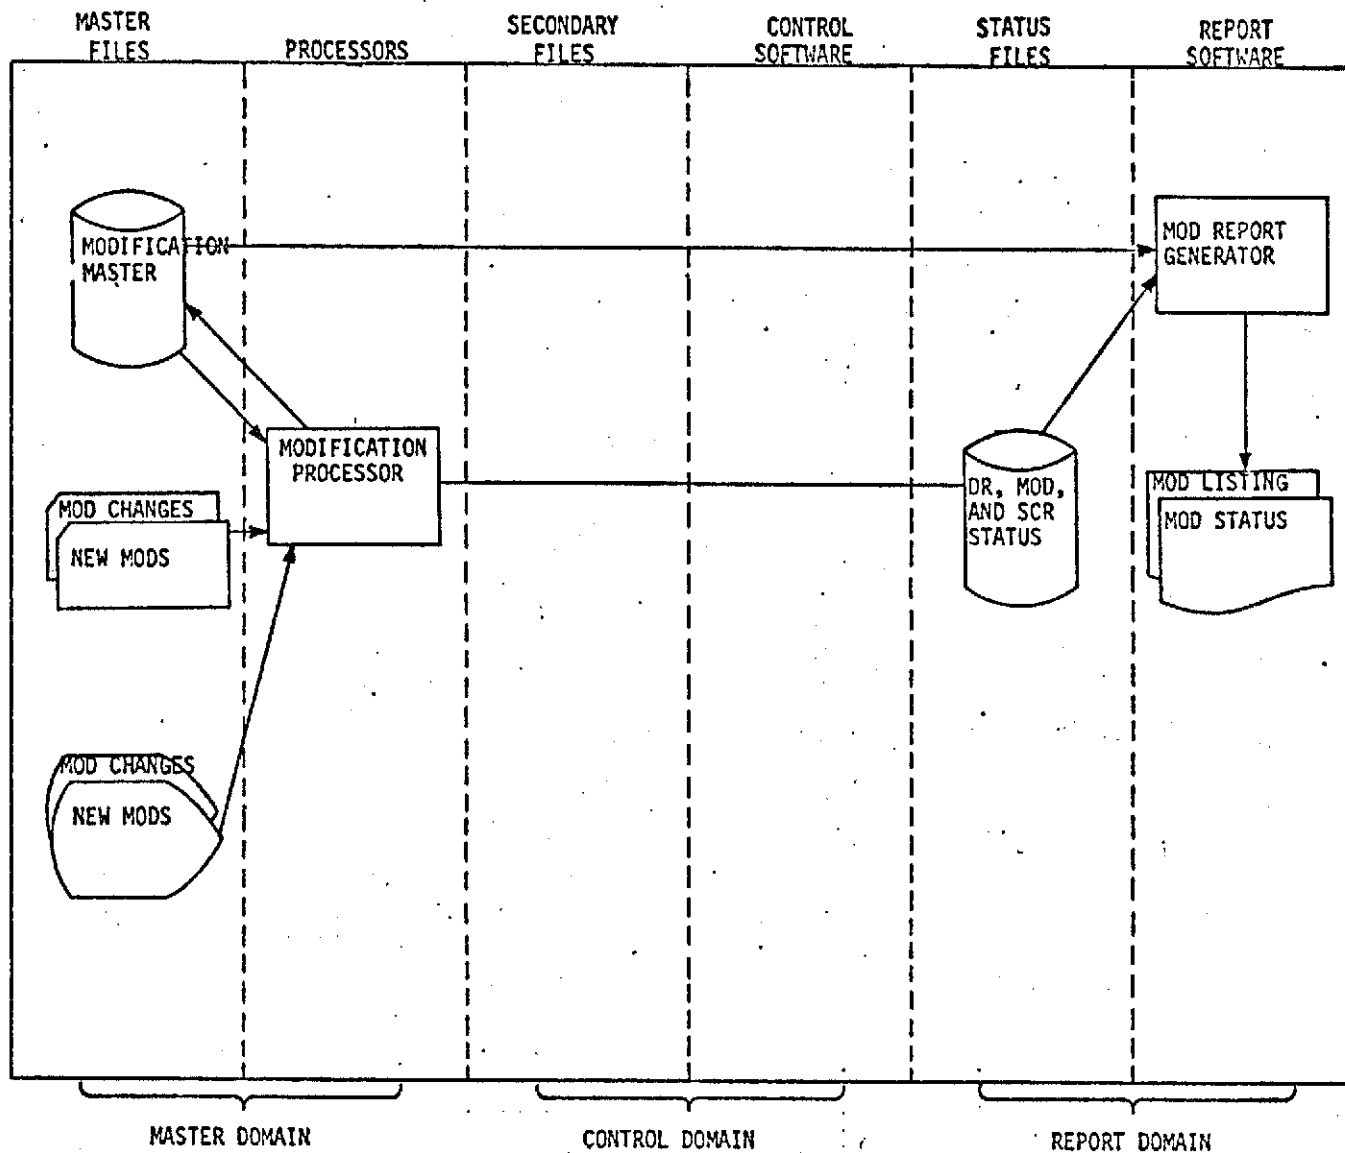 MASTER
FILES
PROCESSORS
SECONDARY
FILES
CONTROL
SOFTWARE
STATUS
FILES
REPORT
SOFTWARE
MODIFICATION
MASTER
MOD REPORT
GENERATOR
MODIFICATION
PROCESSOR
MOD CHANGES
NEW MODS
DR, MOD,
AND SCR
STATUS
MOD LISTING
MOD STATUS
MOD CHANGES
NEW MODS
MASTER DOMAIN
CONTROL DOMAIN
REPORT DOMAIN